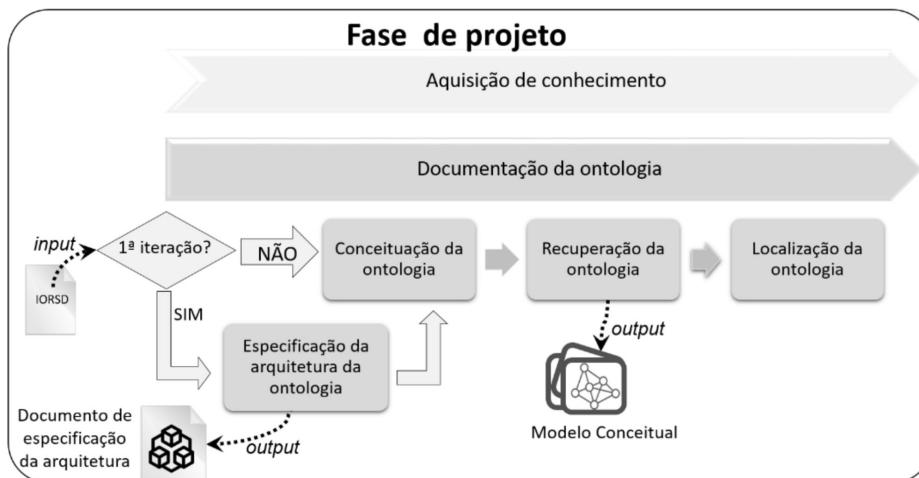 Fase de projeto
Aquisição de conhecimento
Documentação da ontologia
input
1ª iteração?
NÃO
Conceituação da
ontologia
Recuperação da
ontologia
Localização da
ontologia
IORSD
SIM
output
Especificação da
arquitetura da
ontologia
Documento de
especificação
da arquitetura
output
Modelo Conceitual